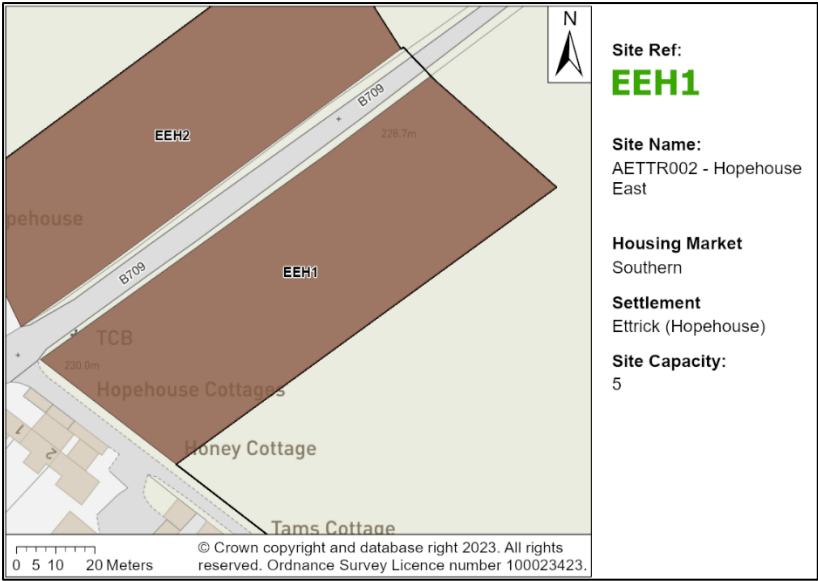 N
B709
EEH2
228.7m
pehouse
EEH1
B709
TCB
230.0m
Hopehouse Cottages
1
2
Honey Cottage
Tams Cottage
0 5 10 20 Meters
© Crown copyright and database right 2023. All rights
reserved. Ordnance Survey Licence number 100023423.
Site Ref:
EEH1
Site Name:
AETTR002 - Hopehouse
East
Housing Market
Southern
Settlement
Ettrick (Hopehouse)
Site Capacity:
5